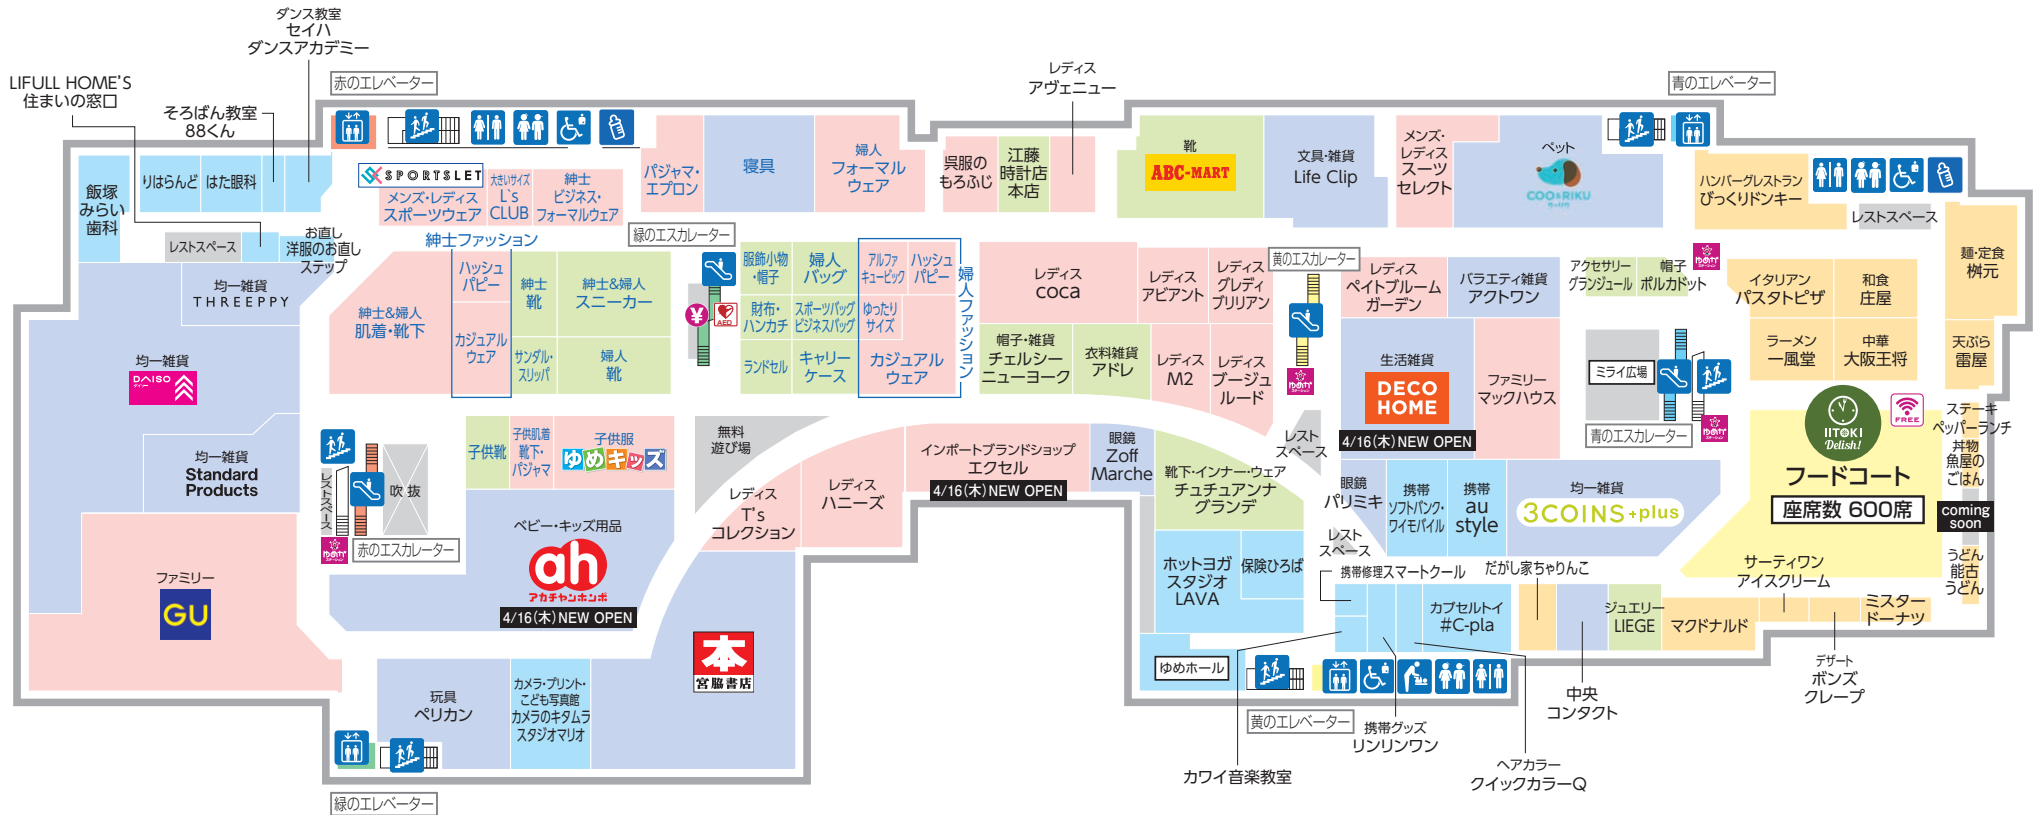 ダンス教室
セイハ
ダンスアカデミー
LIFULL HOME'S
住まいの窓口
そろばん教室
88くん
赤のエレベーター
レディス
アヴェニュー
青のエレベーター
飯塚
みらい
歯科
りはらんど
はた眼科
レストスペース
お直し
洋服のお直し
ステップ
SPORTSLET
メンズ・レディス
スポーツウェア
大きいサイズ
L's
CLUB
紳士
ビジネス・
フォーマルウェア
パジャマ・
エプロン
寝具
婦人
フォーマル
ウェア
呉服の
もろふじ
江藤
時計店
本店
靴
ABC-MART
文具・雑貨
Life Clip
メンズ・
レディス
スーツ
セレクト
ペット
COO&RIKU
クーリク
ハンバーグレストラン
びっくりドンキー
レストスペース
麺・定食
桝元
均一雑貨
THREEPPY
紳士ファッション
緑のエスカレーター
紳士&婦人
肌着・靴下
ハッシュ
パピー
カジュアル
ウェア
紳士
靴
紳士&婦人
スニーカー
サンダル・
スリッパ
婦人
靴
¥
AED
服飾小物
・帽子
婦人
バッグ
財布・
ハンカチ
スポーツバッグ
ビジネスバッグ
ランドセル
キャリー
ケース
アルファ
キュービック
ハッシュ
パピー
ゆったり
サイズ
カジュアル
ウェア
婦人ファッション
レディス
coca
レディス
アビアント
レディス
グレディ
ブリリアン
帽子・雑貨
チェルシー
ニューヨーク
衣料雑貨
アドレ
レディス
M2
レディス
ブージュ
ルード
黄のエスカレーター
ゆめか
ステーション
レディス
ペイトブルーム
ガーデン
バラエティ雑貨
アクトワン
生活雑貨
DECO
HOME
4/16(木)NEW OPEN
ファミリー
マックハウス
アクセサリー
グランジュール
帽子
ポルカドット
ゆめか
ステーション
ミライ広場
青のエスカレーター
ゆめか
ステーション
イタリアン
パスタトピザ
和食
庄屋
ラーメン
一風堂
中華
大阪王将
天ぷら
雷屋
IITOKI
Delish!
FREE
フードコート
座席数 600席
ステーキ
ペッパーランチ
丼物
魚屋の
ごはん
coming
soon
うどん
能古
うどん
均一雑貨
DAISO
ダイソー
均一雑貨
Standard
Products
ファミリー
GU
レストスペース
吹抜
ゆめか
ステーション
赤のエスカレーター
子供靴
子供肌着
靴下・
パジャマ
子供服
ゆめキッズ
ベビー・キッズ用品
ah
アカチャンホンポ
4/16(木)NEW OPEN
無料
遊び場
レディス
T's
コレクション
レディス
ハニーズ
インポートブランドショップ
エクセル
4/16(木)NEW OPEN
眼鏡
Zoff
Marche
靴下・インナー・ウェア
チュチュアンナ
グランデ
レスト
スペース
眼鏡
パリミキ
携帯
ソフトバンク・
ワイモバイル
携帯
au
style
均一雑貨
3COINS+plus
ホットヨガ
スタジオ
LAVA
保険ひろば
レスト
スペース
携帯修理スマートクール
だがし家ちゃりんこ
サーティワン
アイスクリーム
カプセルトイ
#C-pla
ジュエリー
LIEGE
マクドナルド
ミスター
ドーナツ
ゆめホール
玩具
ペリカン
カメラ・プリント・
こども写真館
カメラのキタムラ
スタジオマリオ
本
宮脇書店
黄のエレベーター
カワイ音楽教室
携帯グッズ
リンリンワン
ヘアカラー
クイックカラーQ
中央
コンタクト
デザート
ボンズ
クレープ
緑のエレベーター